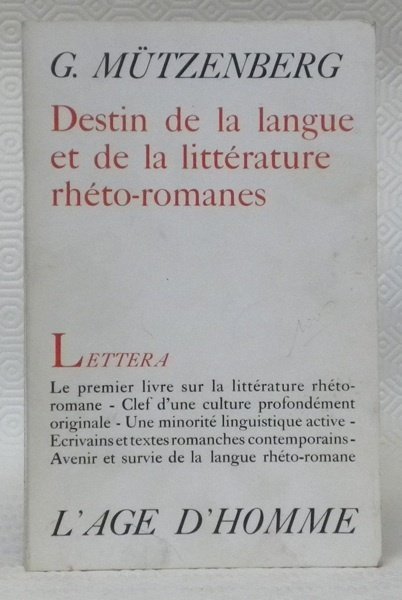 G. MÜTZENBERG
Destin de la langue
et de la littérature
rhéto-romanes
LETTERA
Le premier livre sur la littérature rhéto-
romane - Clef d'une culture profondément
originale - Une minorité linguistique active -
Ecrivains et textes romanches contemporains -
Avenir et survie de la langue rhéto-romane
L'AGE D'HOMME